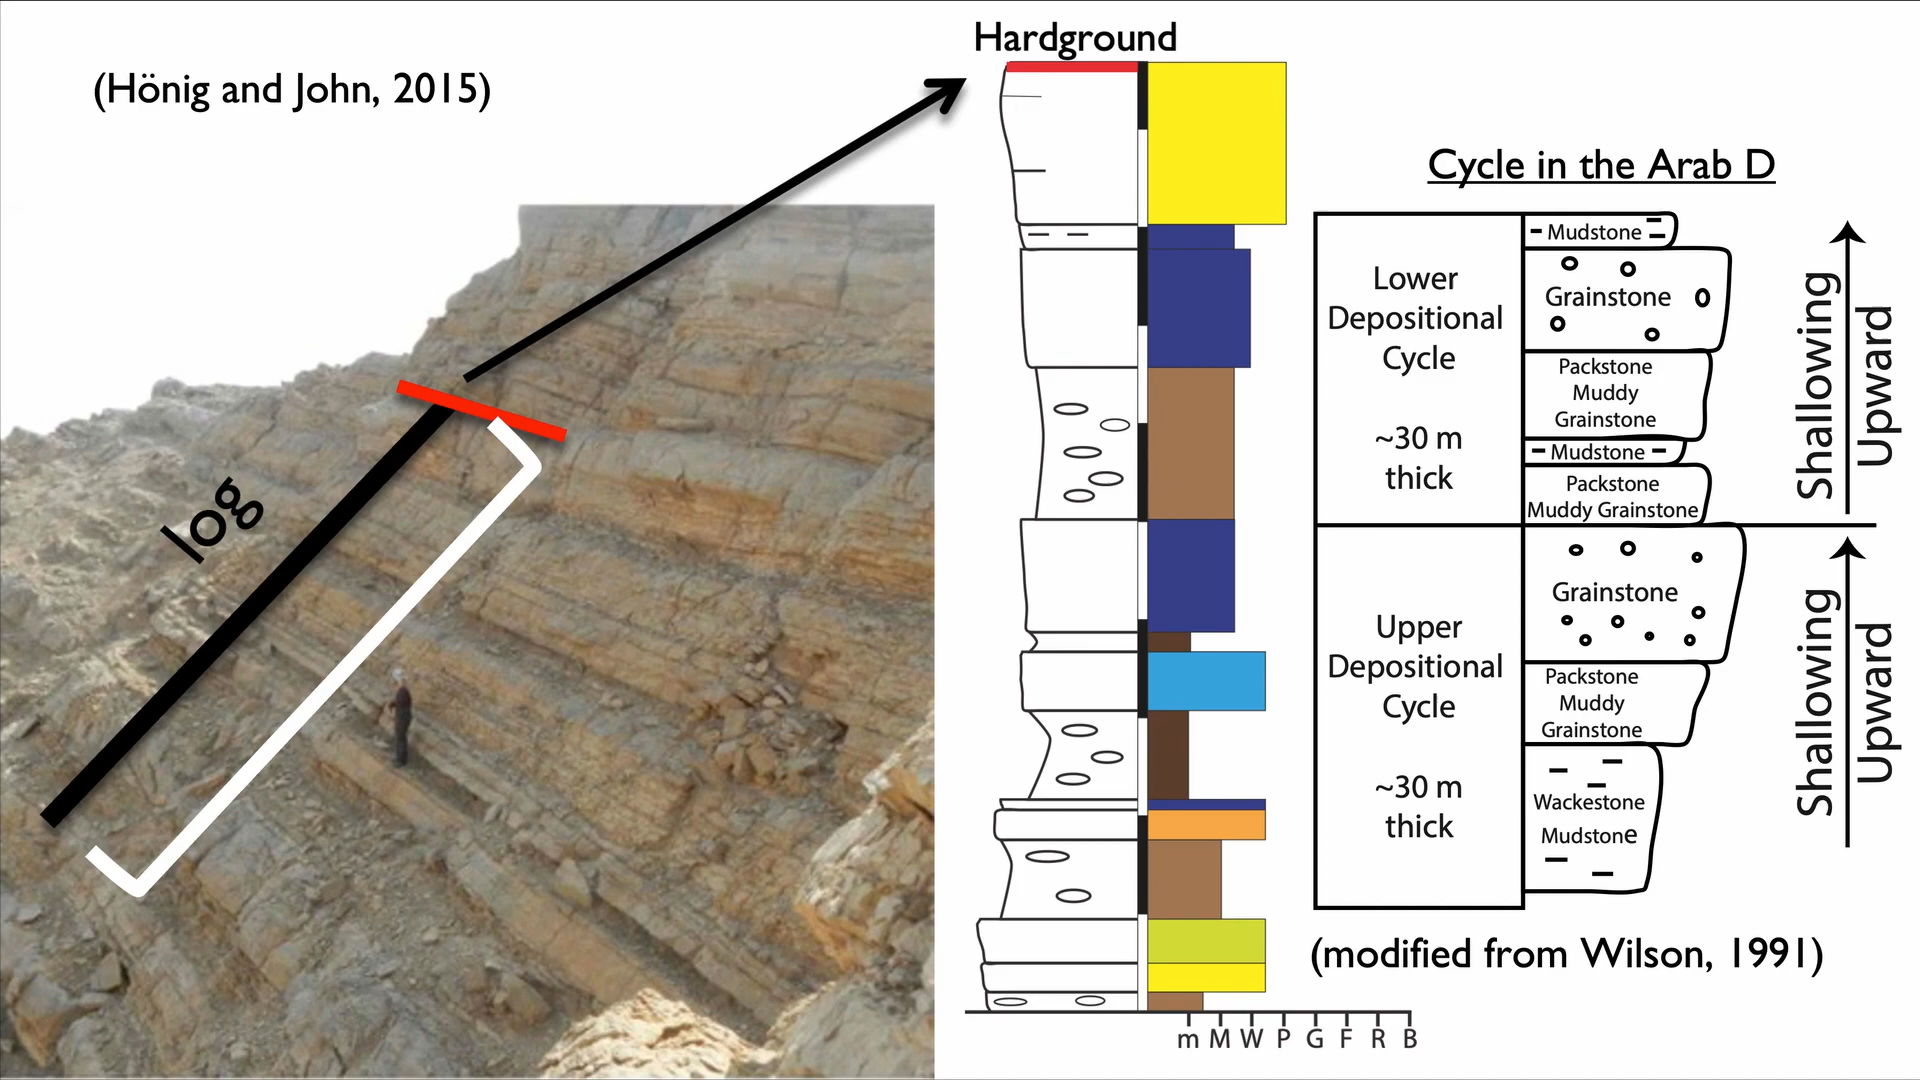 Hardground
(Hönig and John, 2015)
log
Cycle in the Arab D
Lower
Depositional
Cycle
~30 m
thick
Mudstone
Grainstone
Packstone
Muddy
Grainstone
Mudstone
Packstone
Muddy Grainstone
Shallowing
Upward
Upper
Depositional
Cycle
~30 m
thick
Grainstone
Packstone
Muddy
Grainstone
Wackestone
Mudstone
Shallowing
Upward
(modified from Wilson, 1991)
m M W P G F R B